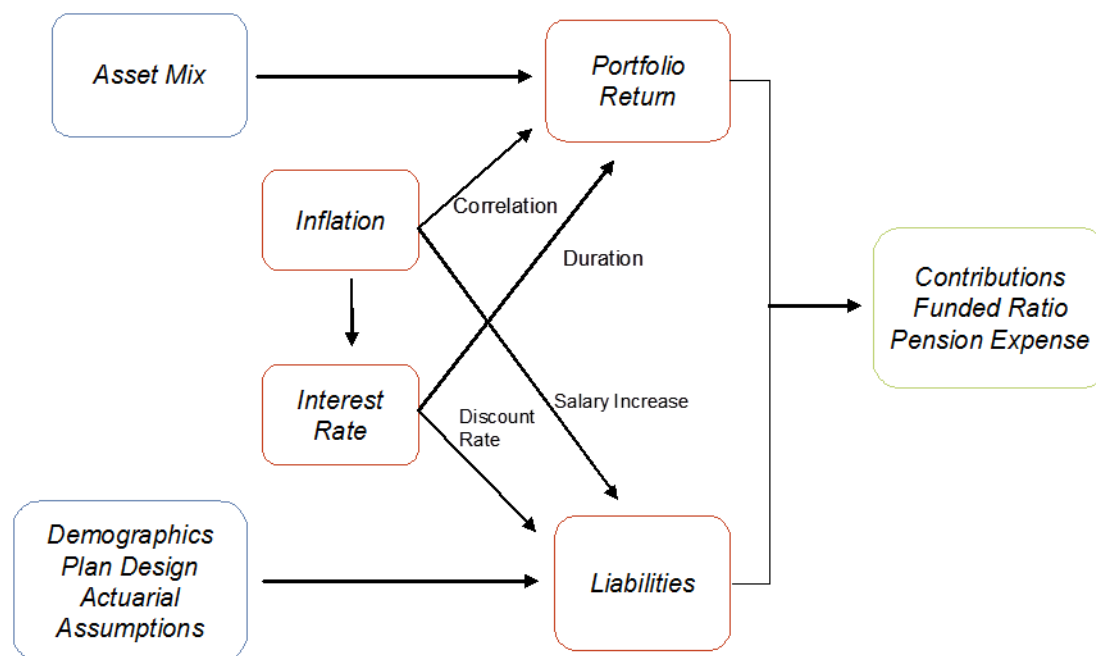 Asset Mix
Portfolio
Return
Inflation
Correlation
Duration
Contributions
Funded Ratio
Pension Expense
Interest
Rate
Discount
Rate
Salary Increase
Demographics
Plan Design
Actuarial
Assumptions
Liabilities